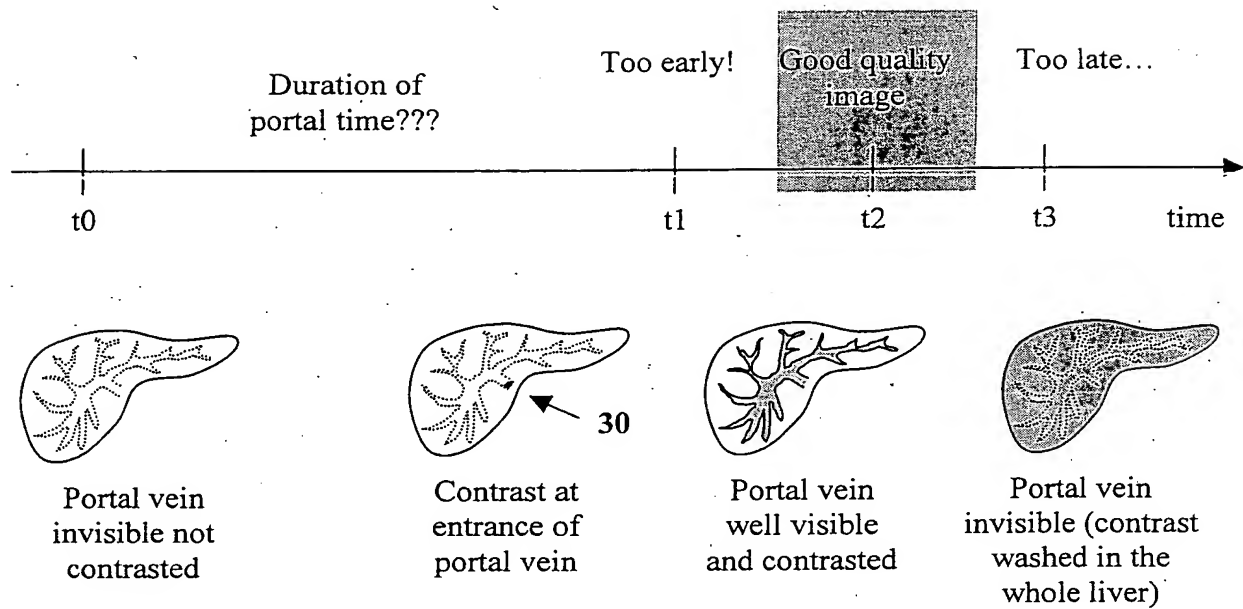 Too early!
Good quality
image
Too late...
Duration of
portal time???
t0
t1
t2
t3
time
30
Portal vein
invisible not
contrasted
Contrast at
entrance of
portal vein
Portal vein
well visible
and contrasted
Portal vein
invisible (contrast
washed in the
whole liver)